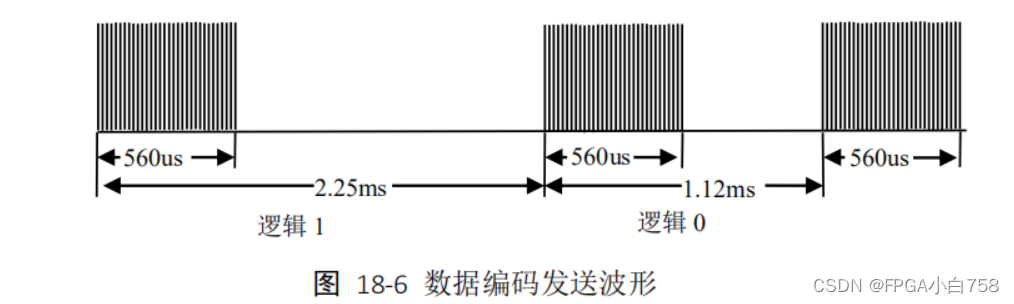 560us 560us 560us
2.25ms 1.12ms
逻辑 1 逻辑 0
图 18-6 数据编码发送波形
CSDN @FPGA小白758